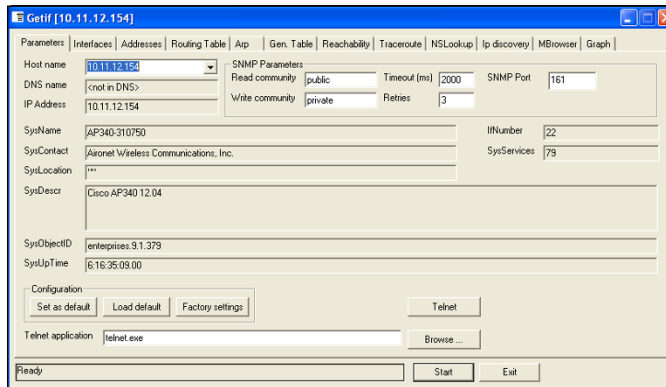 Getif [10.11.12.154]
Parameters Interfaces Addresses Routing Table Arp Gen. Table Reachability Traceroute NSLookup Ip discovery MBrowser Graph
Host name 10.11.12.154
SNMP Parameters
Read community public Timeout (ms) 2000 SNMP Port 161
DNS name <not in DNS>
Write community private Retries 3
IP Address 10.11.12.154
SysName AP340-310750 IfNumber 22
SysContact Aironet Wireless Communications, Inc. SysServices 79
SysLocation ""
SysDescr Cisco AP340 12.04
SysObjectID enterprises.9.1.379
SysUpTime 6:16:35:09.00
Configuration
Set as default Load default Factory settings Telnet
Telnet application telnet.exe Browse ...
Ready Start Exit